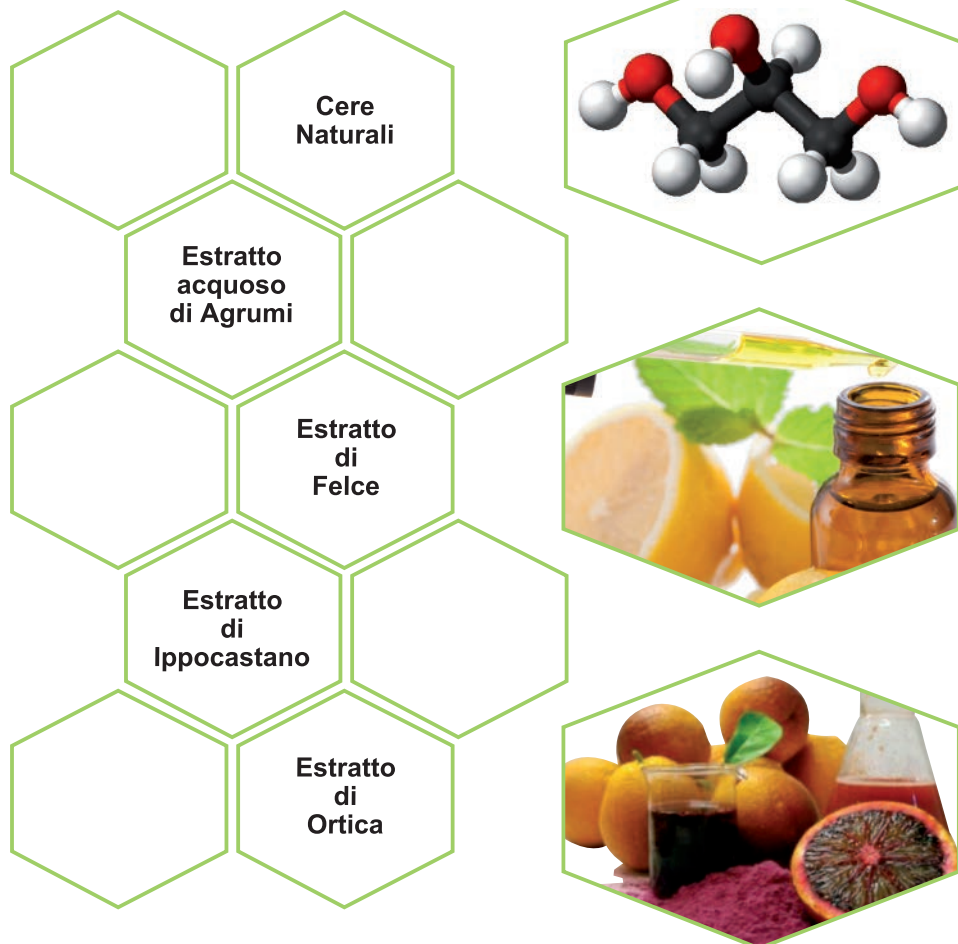 Cere
Naturali
Estratto
acquoso
di Agrumi
Estratto
di
Felce
Estratto
di
Ippocastano
Estratto
di
Ortica